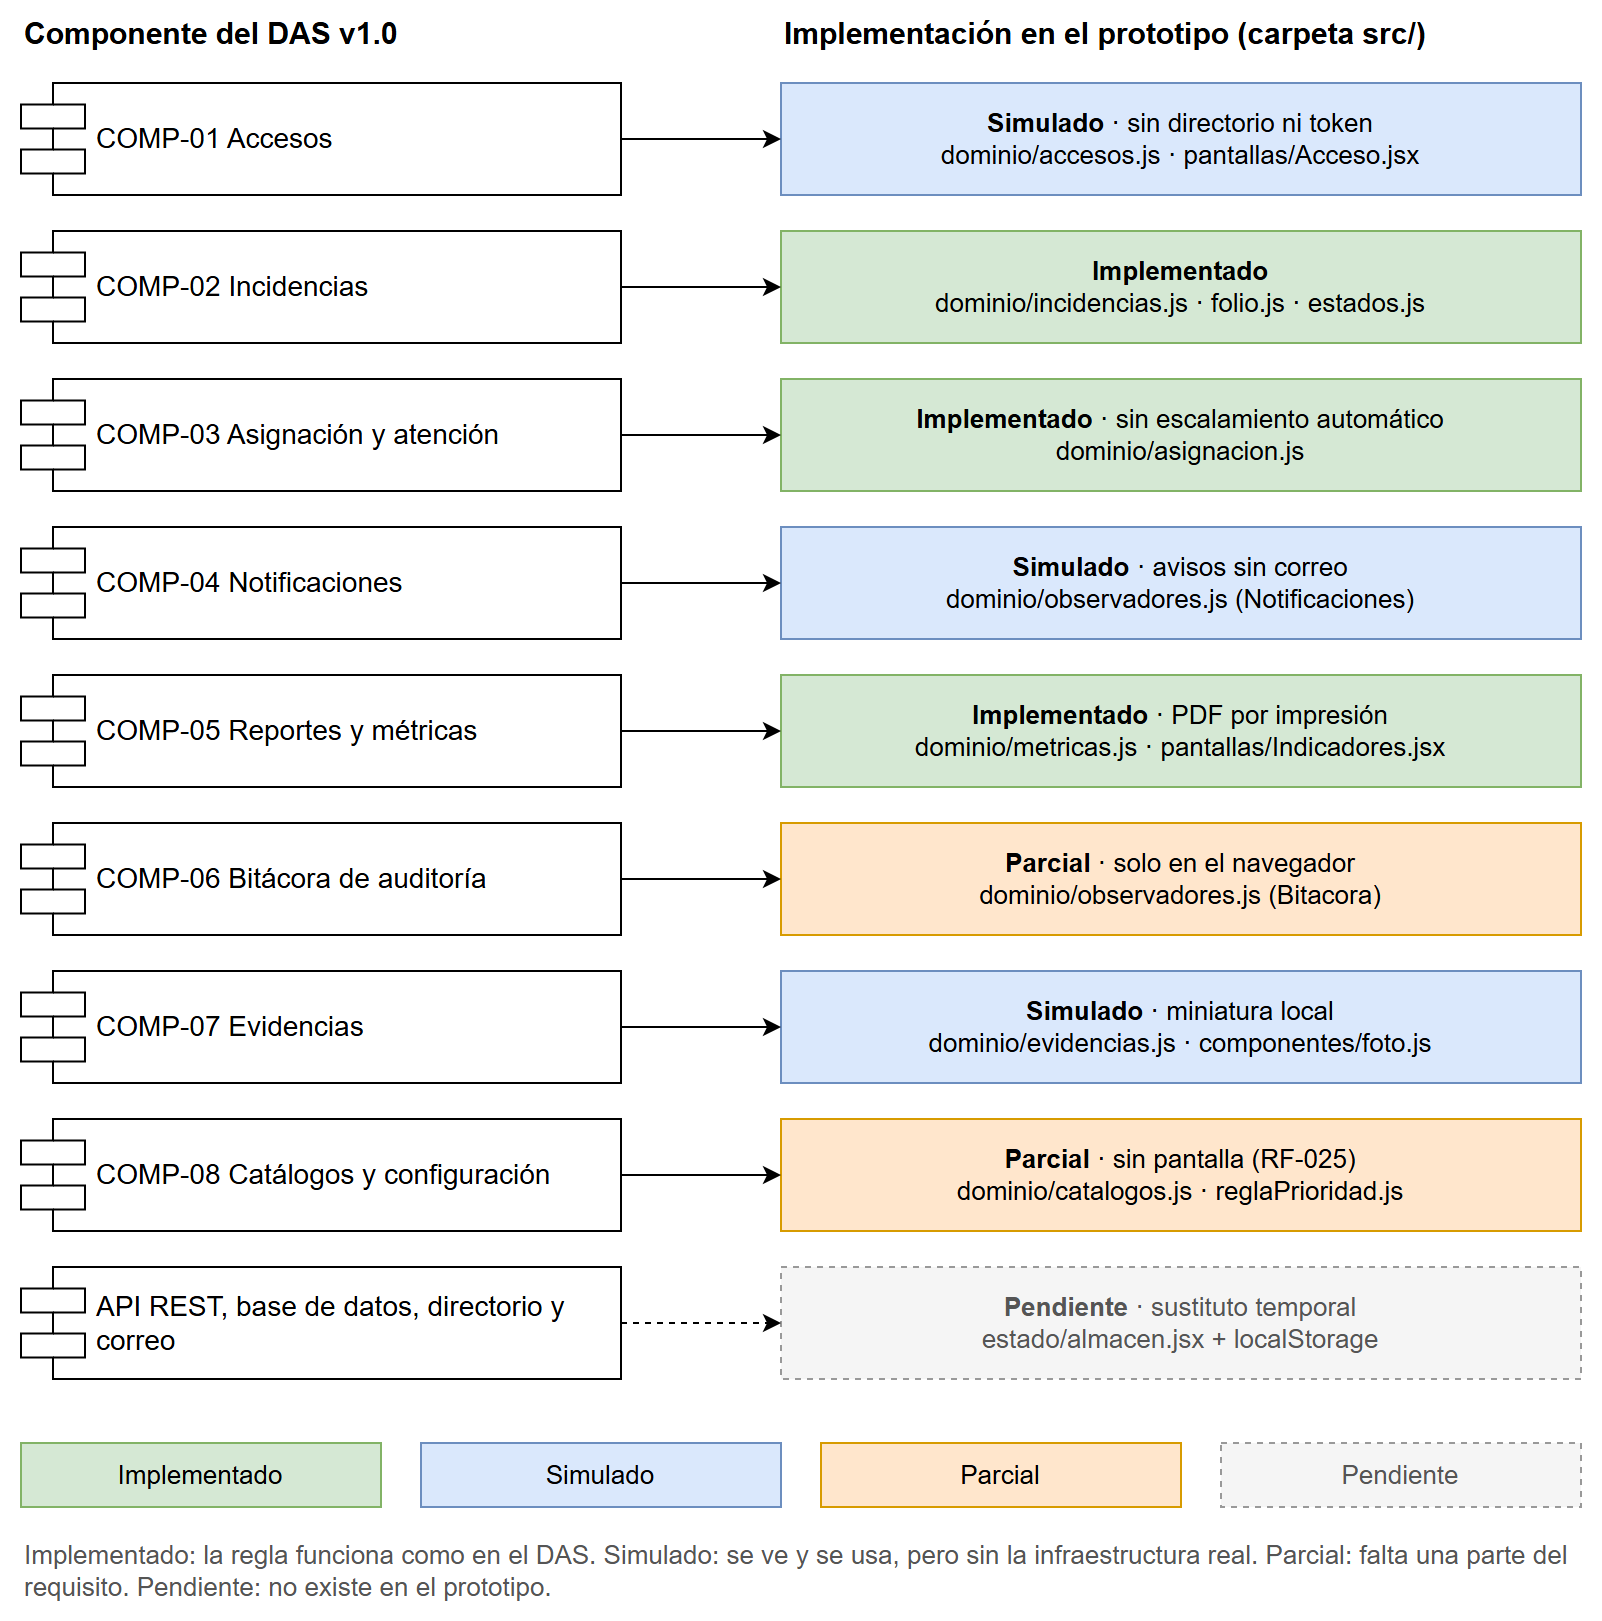 Componente del DAS v1.0
Implementación en el prototipo (carpeta src/)
COMP-01 Accesos
Simulado · sin directorio ni token
dominio/accesos.js · pantallas/Acceso.jsx
COMP-02 Incidencias
Implementado
dominio/incidencias.js · folio.js · estados.js
COMP-03 Asignación y atención
Implementado · sin escalamiento automático
dominio/asignacion.js
COMP-04 Notificaciones
Simulado · avisos sin correo
dominio/observadores.js (Notificaciones)
COMP-05 Reportes y métricas
Implementado · PDF por impresión
dominio/metricas.js · pantallas/Indicadores.jsx
COMP-06 Bitácora de auditoría
Parcial · solo en el navegador
dominio/observadores.js (Bitacora)
COMP-07 Evidencias
Simulado · miniatura local
dominio/evidencias.js · componentes/foto.js
COMP-08 Catálogos y configuración
Parcial · sin pantalla (RF-025)
dominio/catalogos.js · reglaPrioridad.js
API REST, base de datos, directorio y
correo
Pendiente · sustituto temporal
estado/almacen.jsx + localStorage
Implementado
Simulado
Parcial
Pendiente
Implementado: la regla funciona como en el DAS. Simulado: se ve y se usa, pero sin la infraestructura real. Parcial: falta una parte del
requisito. Pendiente: no existe en el prototipo.